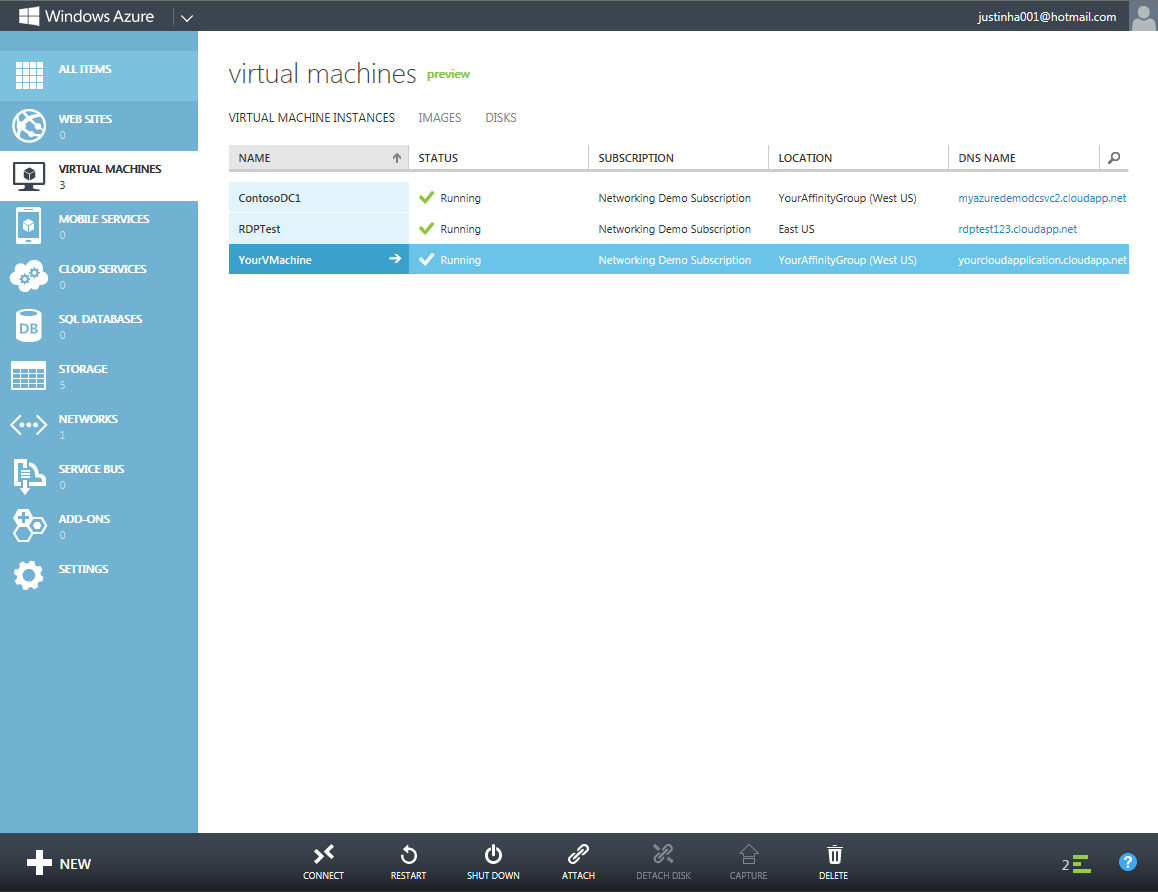 Windows Azure
justinha001@hotmail.com
ALL ITEMS
WEB SITES
0
VIRTUAL MACHINES
3
MOBILE SERVICES
0
CLOUD SERVICES
0
DB
SQL DATABASES
0
STORAGE
5
NETWORKS
1
SERVICE BUS
0
ADD-ONS
0
SETTINGS
virtual machines preview
VIRTUAL MACHINE INSTANCES IMAGES DISKS
NAME STATUS SUBSCRIPTION LOCATION DNS NAME
ContosoDC1 Running Networking Demo Subscription YourAffinityGroup (West US) myazuredemodcsvc2.cloudapp.net
RDPTest Running Networking Demo Subscription East US rdptest123.cloudapp.net
YourVMachine Running Networking Demo Subscription YourAffinityGroup (West US) yourcloudapplication.cloudapp.net
NEW
CONNECT RESTART SHUT DOWN ATTACH DETACH DISK CAPTURE DELETE
2
?